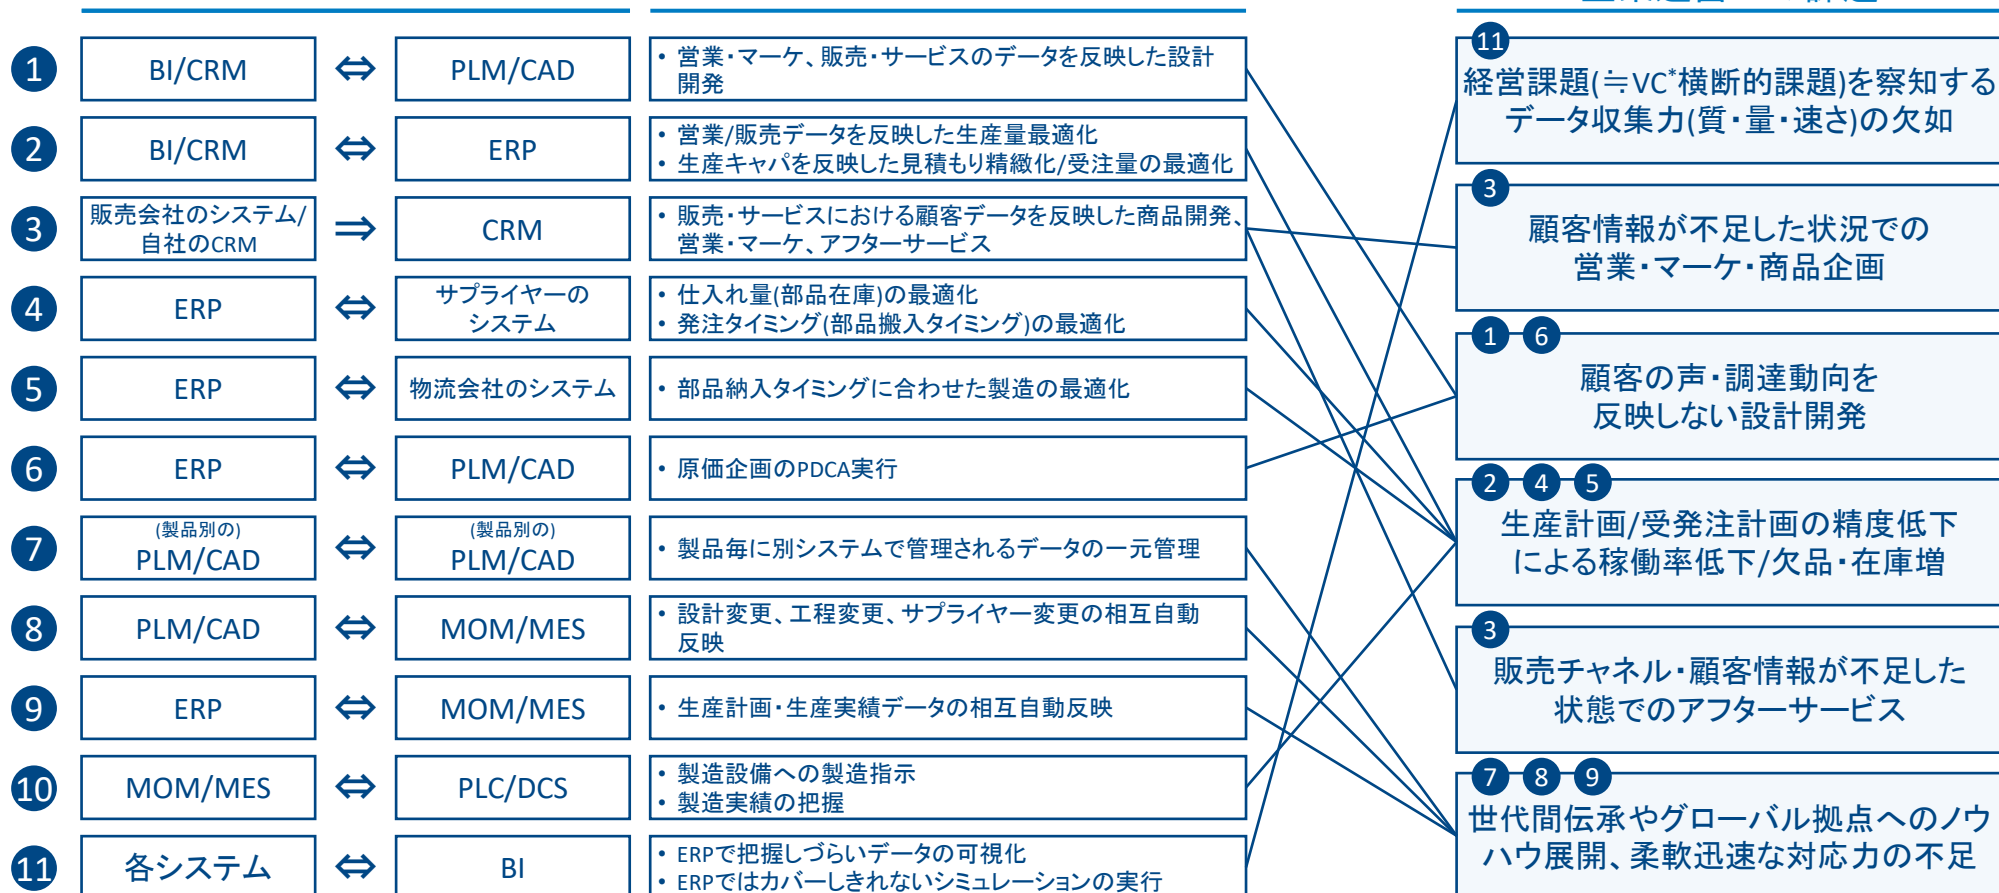 1
BI/CRM
⇔
PLM/CAD
• 営業・マーケ、販売・サービスのデータを反映した設計
開発
2
BI/CRM
⇔
ERP
• 営業/販売データを反映した生産量最適化
• 生産キャパを反映した見積もり精緻化/受注量の最適化
3
販売会社のシステム/
自社のCRM
⇒
CRM
• 販売・サービスにおける顧客データを反映した商品開発、
営業・マーケ、アフターサービス
4
ERP
⇔
サプライヤーの
システム
• 仕入れ量(部品在庫)の最適化
• 発注タイミング(部品搬入タイミング)の最適化
5
ERP
⇔
物流会社のシステム
• 部品納入タイミングに合わせた製造の最適化
6
ERP
⇔
PLM/CAD
• 原価企画のPDCA実行
7
(製品別の)
PLM/CAD
⇔
(製品別の)
PLM/CAD
• 製品毎に別システムで管理されるデータの一元管理
8
PLM/CAD
⇔
MOM/MES
• 設計変更、工程変更、サプライヤー変更の相互自動
反映
9
ERP
⇔
MOM/MES
• 生産計画・生産実績データの相互自動反映
10
MOM/MES
⇔
PLC/DCS
• 製造設備への製造指示
• 製造実績の把握
11
各システム
⇔
BI
• ERPで把握しづらいデータの可視化
• ERPではカバーしきれないシミュレーションの実行
11
経営課題(≒VC*横断的課題)を察知する
データ収集力(質・量・速さ)の欠如
3
顧客情報が不足した状況での
営業・マーケ・商品企画
1 6
顧客の声・調達動向を
反映しない設計開発
2 4 5
生産計画/受発注計画の精度低下
による稼働率低下/欠品・在庫増
3
販売チャネル・顧客情報が不足した
状態でのアフターサービス
7 8 9
世代間伝承やグローバル拠点へのノウ
ハウ展開、柔軟迅速な対応力の不足